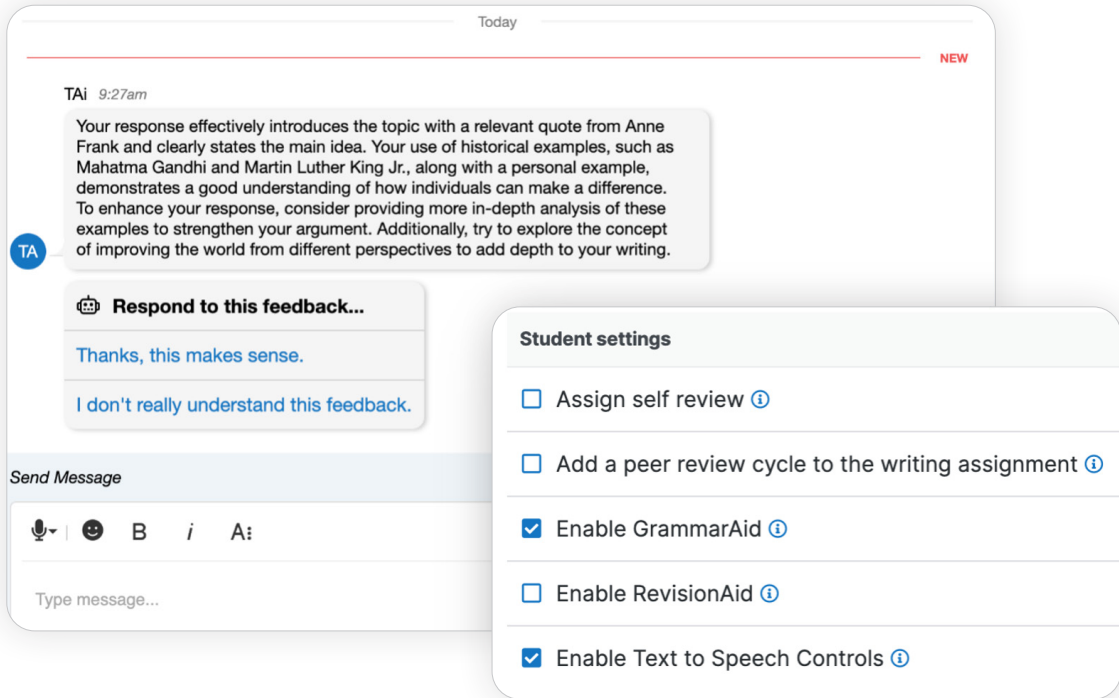 Today
NEW
TAi 9:27am
Your response effectively introduces the topic with a relevant quote from Anne
Frank and clearly states the main idea. Your use of historical examples, such as
Mahatma Gandhi and Martin Luther King Jr., along with a personal example,
demonstrates a good understanding of how individuals can make a difference.
To enhance your response, consider providing more in-depth analysis of these
examples to strengthen your argument. Additionally, try to explore the concept
of improving the world from different perspectives to add depth to your writing.
TA
Respond to this feedback...
Thanks, this makes sense.
I don't really understand this feedback.
Send Message
B i A
Type message...
Student settings
Assign self review
Add a peer review cycle to the writing assignment
Enable GrammarAid
Enable RevisionAid
Enable Text to Speech Controls